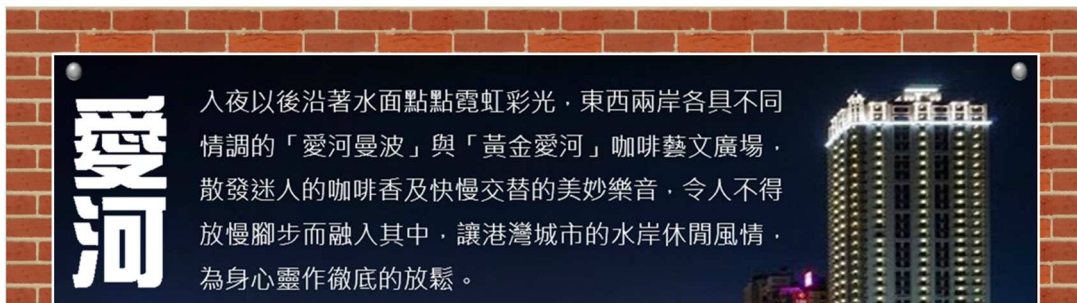 愛河
入夜以後沿著水面點點霓虹彩光，東西兩岸各具不同
情調的「愛河曼波」與「黃金愛河」咖啡藝文廣場，
散發迷人的咖啡香及快慢交替的美妙樂音，令人不得
放慢腳步而融入其中，讓港灣城市的水岸休閒風情，
為身心靈作徹底的放鬆。